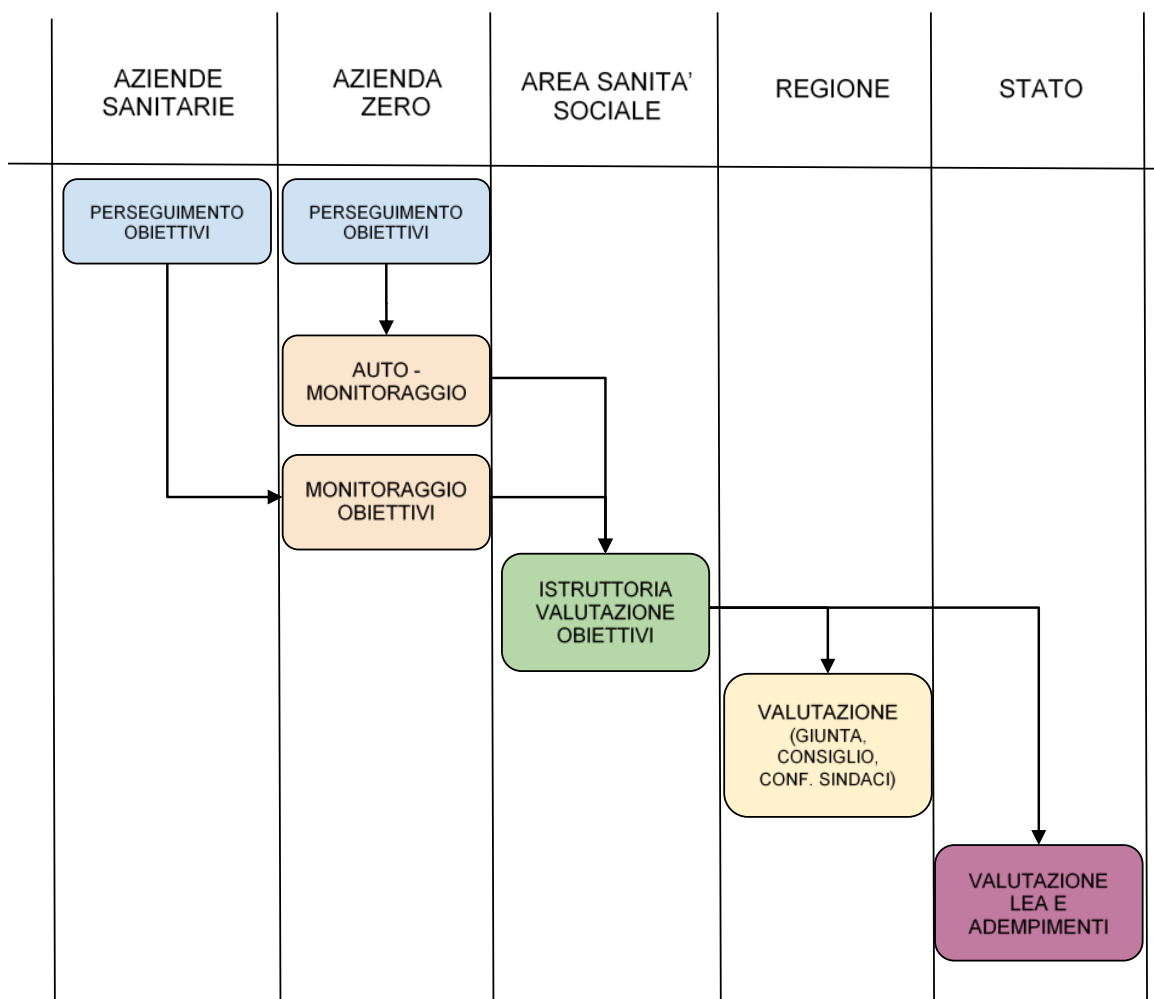 AZIENDE
SANITARIE
AZIENDA
ZERO
AREA SANITA’
SOCIALE
REGIONE
STATO
PERSEGUIMENTO
OBIETTIVI
PERSEGUIMENTO
OBIETTIVI
AUTO -
MONITORAGGIO
MONITORAGGIO
OBIETTIVI
ISTRUTTORIA
VALUTAZIONE
OBIETTIVI
VALUTAZIONE
(GIUNTA,
CONSIGLIO,
CONF. SINDACI)
VALUTAZIONE
LEA E
ADEMPIMENTI